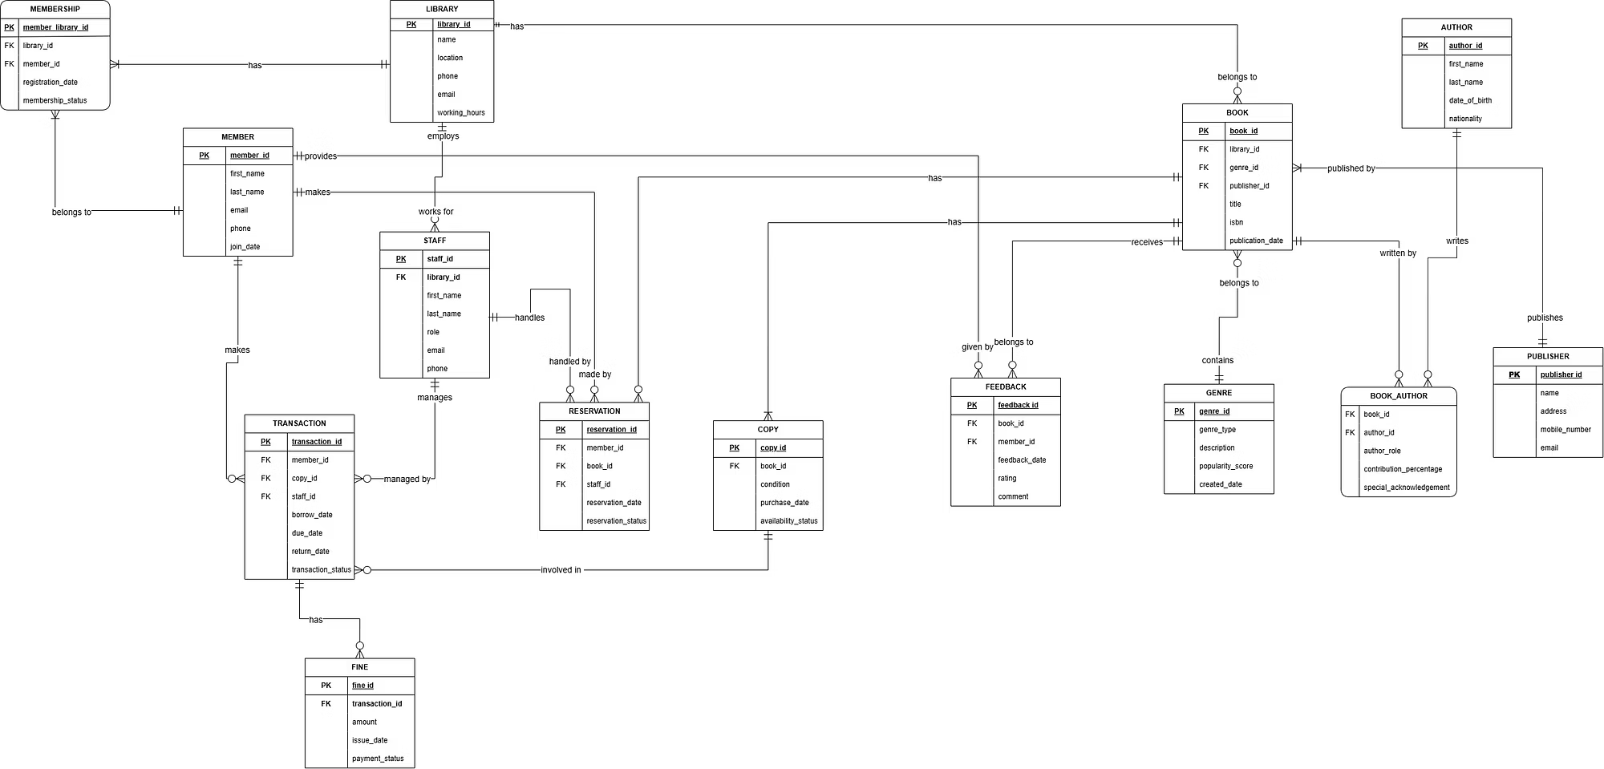 MEMBERSHIP
PK member_library_id
FK library_id
FK member_id
registration_date
membership_status
LIBRARY
PK library_id
name
location
phone
email
working_hours
has
belongs to
has
employs
works for
belongs to
AUTHOR
PK author_id
first_name
last_name
date_of_birth
nationality
BOOK
PK book_id
FK library_id
FK genre_id
FK publisher_id
title
isbn
publication_date
MEMBER
PK member_id
first_name
last_name
email
phone
join_date
provides
makes
makes
STAFF
PK staff_id
FK library_id
first_name
last_name
role
email
phone
handles
handled by
made by
manages
managed by
has
has
receives
given by
belongs to
belongs to
contains
published by
publishes
written by
writes
PUBLISHER
PK publisher_id
name
address
mobile_number
email
FEEDBACK
PK feedback_id
FK book_id
FK member_id
feedback_date
rating
comment
GENRE
PK genre_id
genre_type
description
popularity_score
created_date
BOOK_AUTHOR
FK book_id
FK author_id
author_role
contribution_percentage
special_acknowledgement
RESERVATION
PK reservation_id
FK member_id
FK book_id
FK staff_id
reservation_date
reservation_status
COPY
PK copy_id
FK book_id
condition
purchase_date
availability_status
TRANSACTION
PK transaction_id
FK member_id
FK copy_id
FK staff_id
borrow_date
due_date
return_date
transaction_status
involved in
has
FINE
PK fine_id
FK transaction_id
amount
issue_date
payment_status